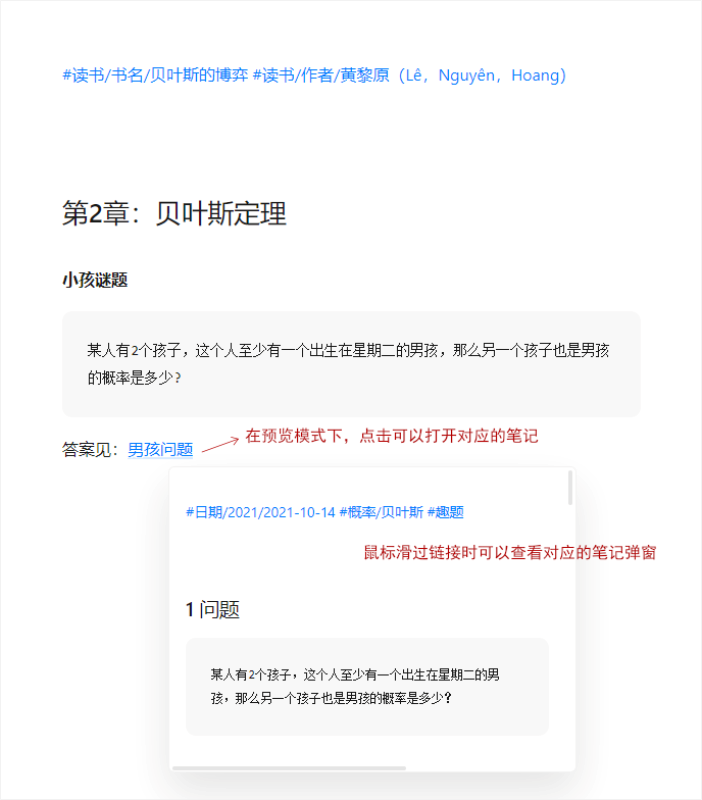 #读书/书名/贝叶斯的博弈 #读书/作者/黄黎原（Lê，Nguyên，Hoang）
第2章：贝叶斯定理
小孩谜题
某人有2个孩子，这个人至少有一个出生在星期二的男孩，那么另一个孩子也是男孩
的概率是多少？
答案见：男孩问题
在预览模式下，点击可以打开对应的笔记
#日期/2021/2021-10-14 #概率/贝叶斯 #趣题
鼠标滑过链接时可以查看对应的笔记弹窗
1 问题
某人有2个孩子，这个人至少有一个出生在星期二的男
孩，那么另一个孩子也是男孩的概率是多少？